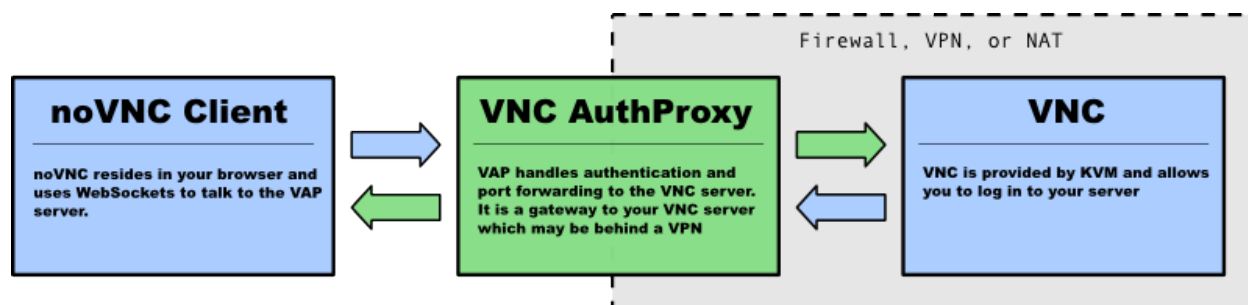 Firewall, VPN, or NAT
noVNC Client
noVNC resides in your browser and
uses WebSockets to talk to the VAP
server.
VNC AuthProxy
VAP handles authentication and
port forwarding to the VNC server.
It is a gateway to your VNC server
which may be behind a VPN
VNC
VNC is provided by KVM and allows
you to log in to your server